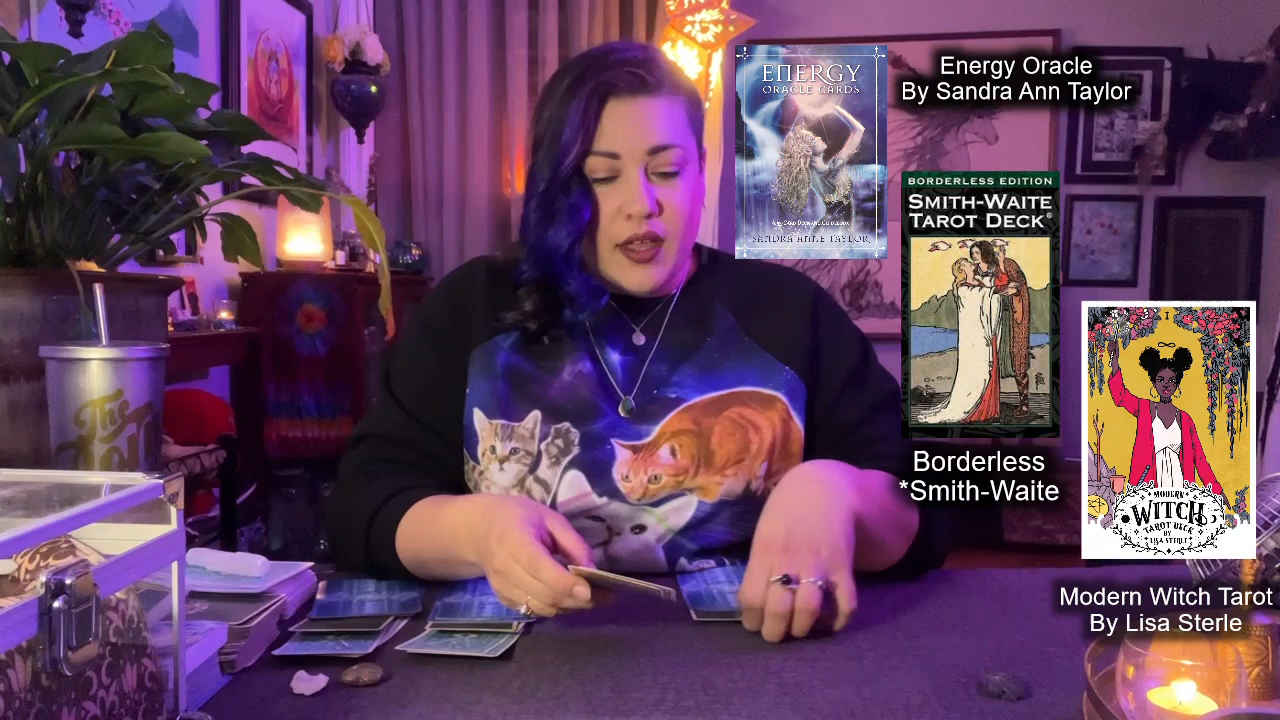 ENERGY
ORACLE CARDS
SANDRA ANNE TAYLOR
Energy Oracle
By Sandra Ann Taylor
BORDERLESS EDITION
SMITH-WAITE
TAROT DECK®
Borderless
*Smith-Waite
I
MODERN
WITCH
TAROT DECK
BY
LISA STERLE
Modern Witch Tarot
By Lisa Sterle